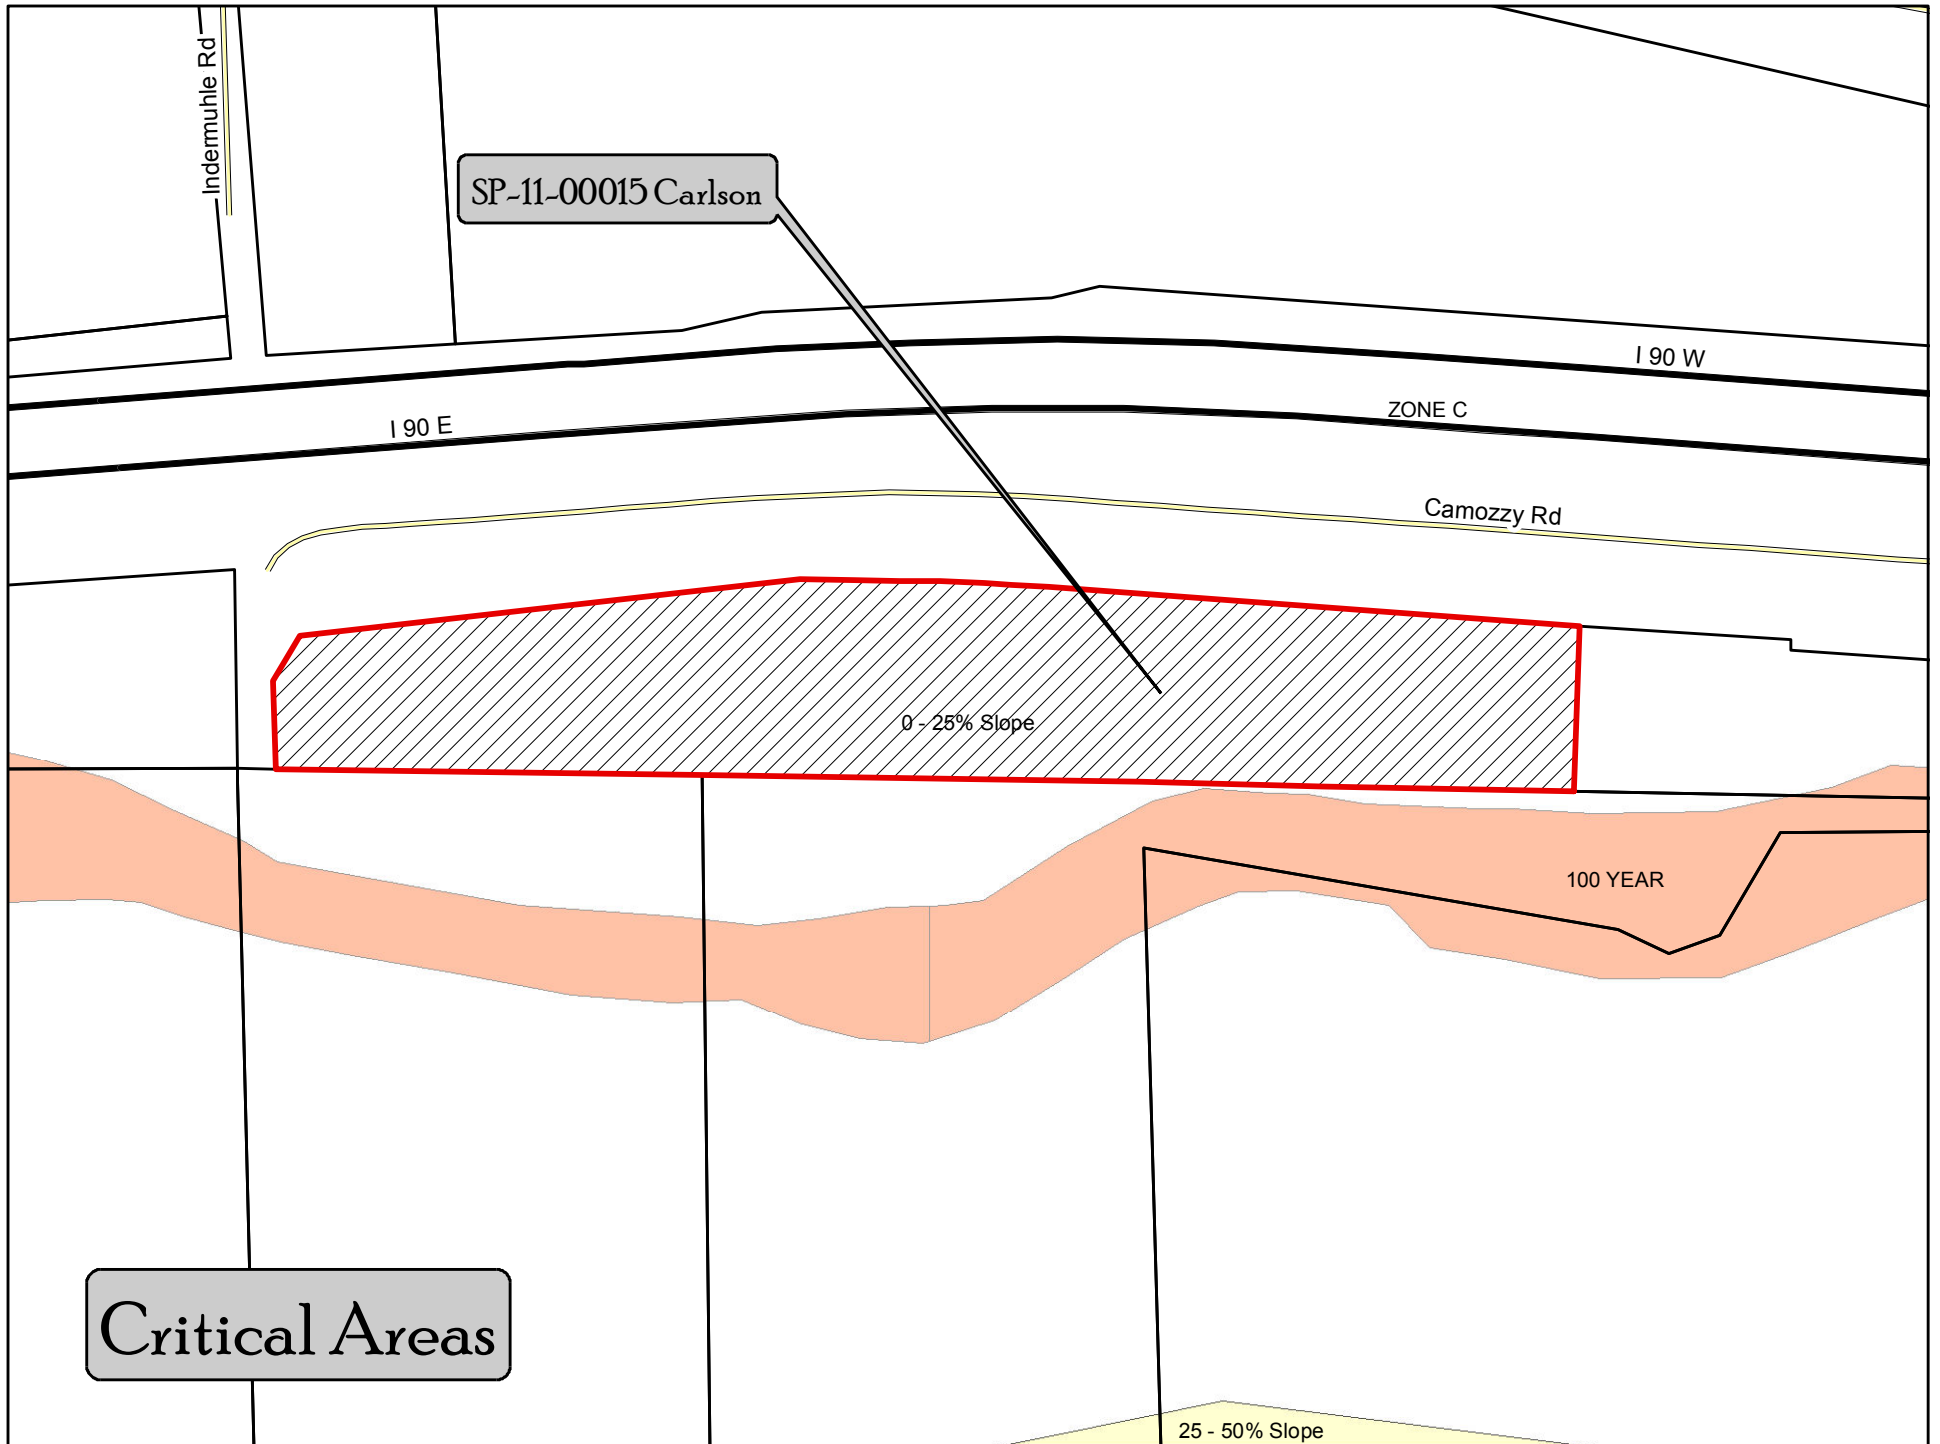 Indermuhle Rd
SP-11-00015 Carlson
I 90 W
ZONE C
I 90 E
Camozzy Rd
0 - 25% Slope
100 YEAR
Critical Areas
25 - 50% Slope